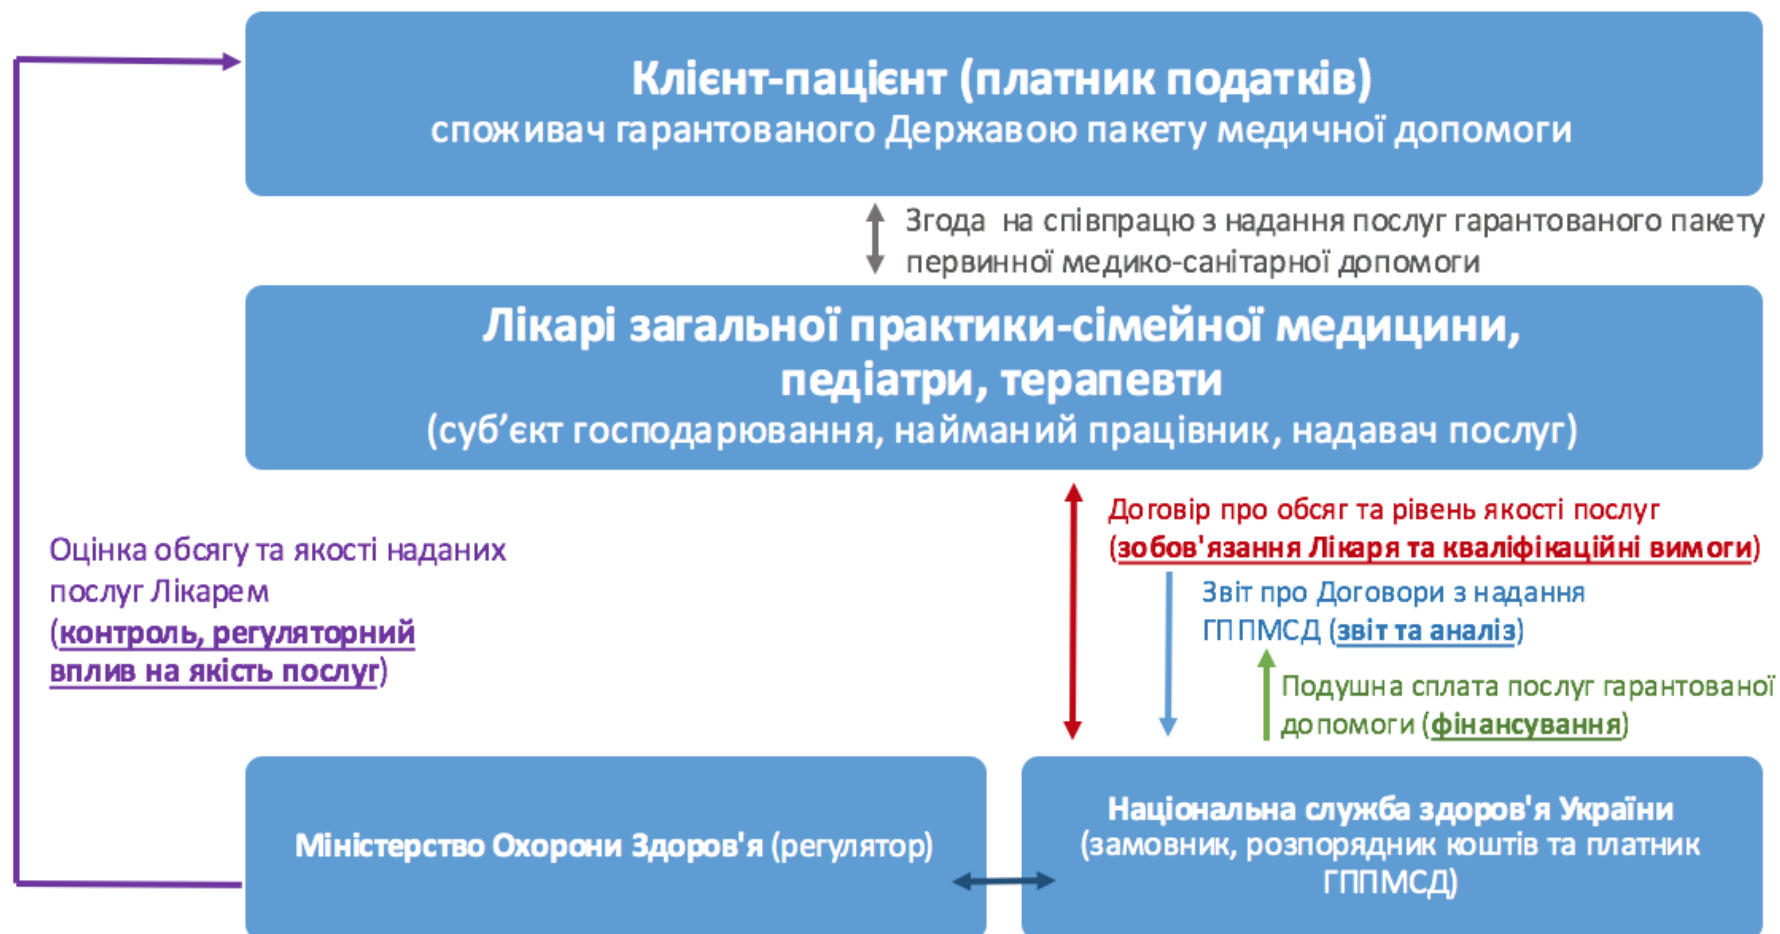 Клієнт-пацієнт (платник податків)
споживач гарантованого Державою пакету медичної допомоги
Згода на співпрацю з надання послуг гарантованого пакету
первинної медико-санітарної допомоги
Лікарі загальної практики-сімейної медицини,
педіатри, терапевти
(суб’єкт господарювання, найманий працівник, надавач послуг)
Договір про обсяг та рівень якості послуг
(зобов'язання Лікаря та кваліфікаційні вимоги)
Звіт про Договори з надання
ГППМСД (звіт та аналіз)
Подушна сплата послуг гарантованої
допомоги (фінансування)
Оцінка обсягу та якості наданих
послуг Лікарем
(контроль, регуляторний
вплив на якість послуг)
Міністерство Охорони Здоров'я (регулятор)
Національна служба здоров'я України
(замовник, розпорядник коштів та платник
ГППМСД)